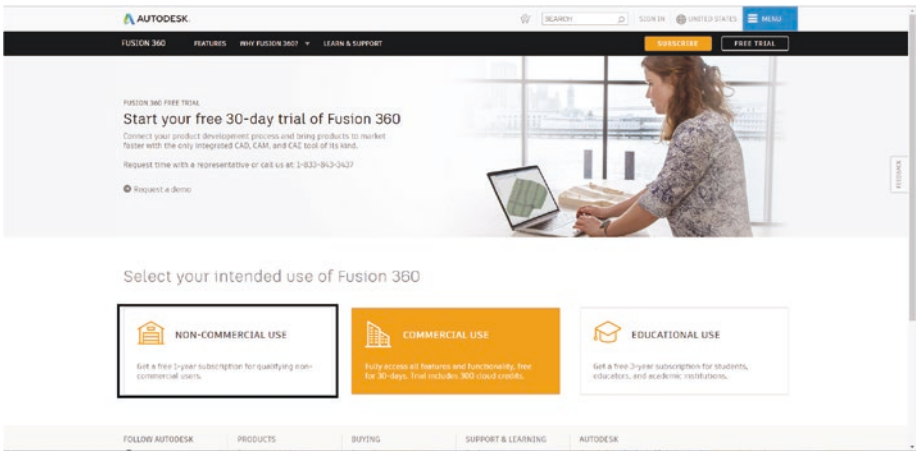 AUTODESK
SEARCH
SIGN IN
UNITED STATES
MENU
FUSION 360
FEATURES
WHY FUSION 360?
LEARN & SUPPORT
SUBSCRIBE
FREE TRIAL
FUSION 360 FREE TRIAL
Start your free 30-day trial of Fusion 360
Connect your product development process and bring products to market
faster with the only integrated CAD, CAM, and CAE tool of its kind.
Request time with a representative or call us at: 1-833-843-3437
Request a demo
FEEDBACK
Select your intended use of Fusion 360
NON-COMMERCIAL USE
Get a free 1-year subscription for qualifying non-
commercial users.
COMMERCIAL USE
Fully access all features and functionality, free
for 30-days. Trial includes 300 cloud credits.
EDUCATIONAL USE
Get a free 3-year subscription for students,
educators, and academic institutions.
FOLLOW AUTODESK
PRODUCTS
BUYING
SUPPORT & LEARNING
AUTODESK